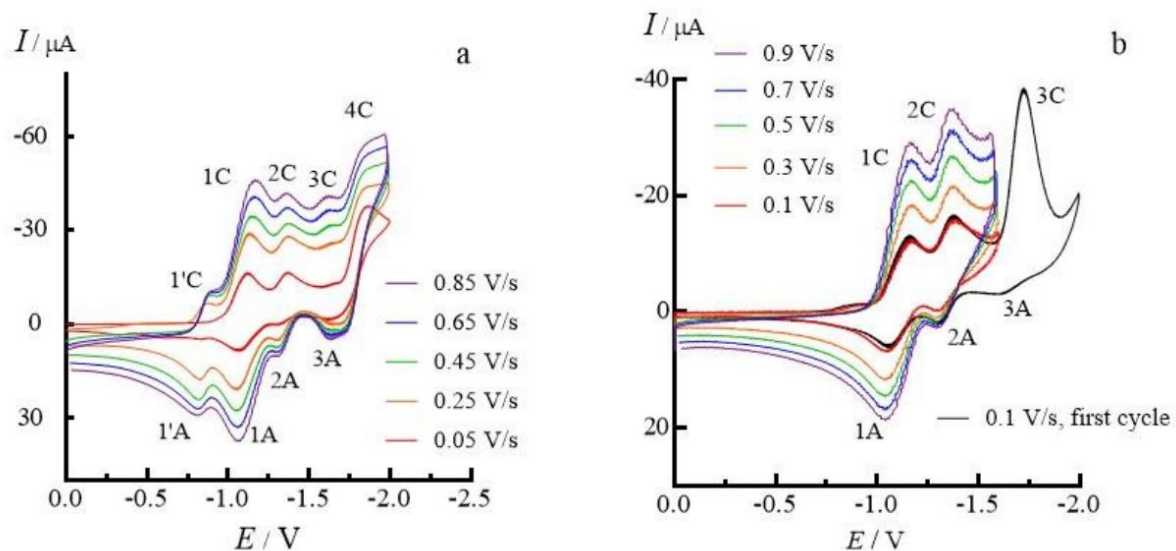 I / μA
a
-60
-30
0
30
4C
1C
2C
3C
1'C
0.85 V/s
0.65 V/s
0.45 V/s
0.25 V/s
0.05 V/s
3A
2A
1'A
1A
0.0 -0.5 -1.0 -1.5 -2.0 -2.5
E / V
I / μA
b
0.9 V/s
0.7 V/s
0.5 V/s
0.3 V/s
0.1 V/s
-40
-20
0
20
2C
3C
1C
3A
2A
1A
0.1 V/s, first cycle
0.0 -0.5 -1.0 -1.5 -2.0
E / V